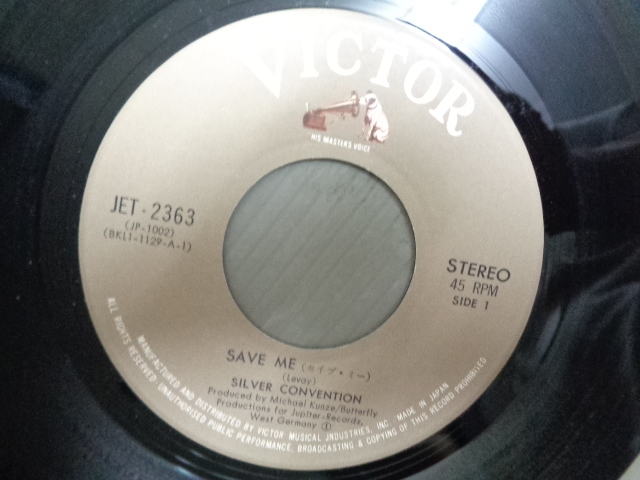 VICTOR
HIS MASTERS VOICE
JET-2363
(JP-1002)
(BKL1-1129-A-1)
STEREO
45 RPM
SIDE 1
SAVE ME (セイブ・ミー)
(Levay)
SILVER CONVENTION
Produced by Michael Kunze/Butterfly
Productions for Jupiter-Records,
West Germany Ⓘ
MANUFACTURED AND DISTRIBUTED BY VICTOR MUSICAL JNDUSTRIES, INC. MADE IN JAPAN
ALL RIGHTS RESERVED. UNAUTHORISED PUBLIC PERFORMANCE, BROADCASTING & COPYING OF THIS RECORD PROHIBITED